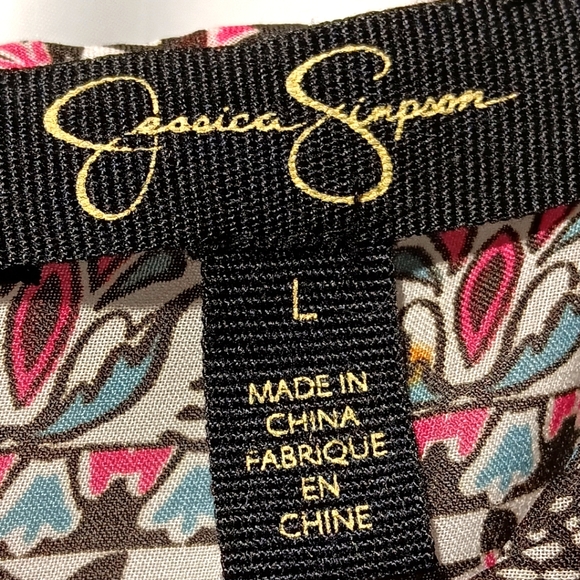 Jessica Simpson
L
MADE IN
CHINA
FABRIQUE
EN
CHINE